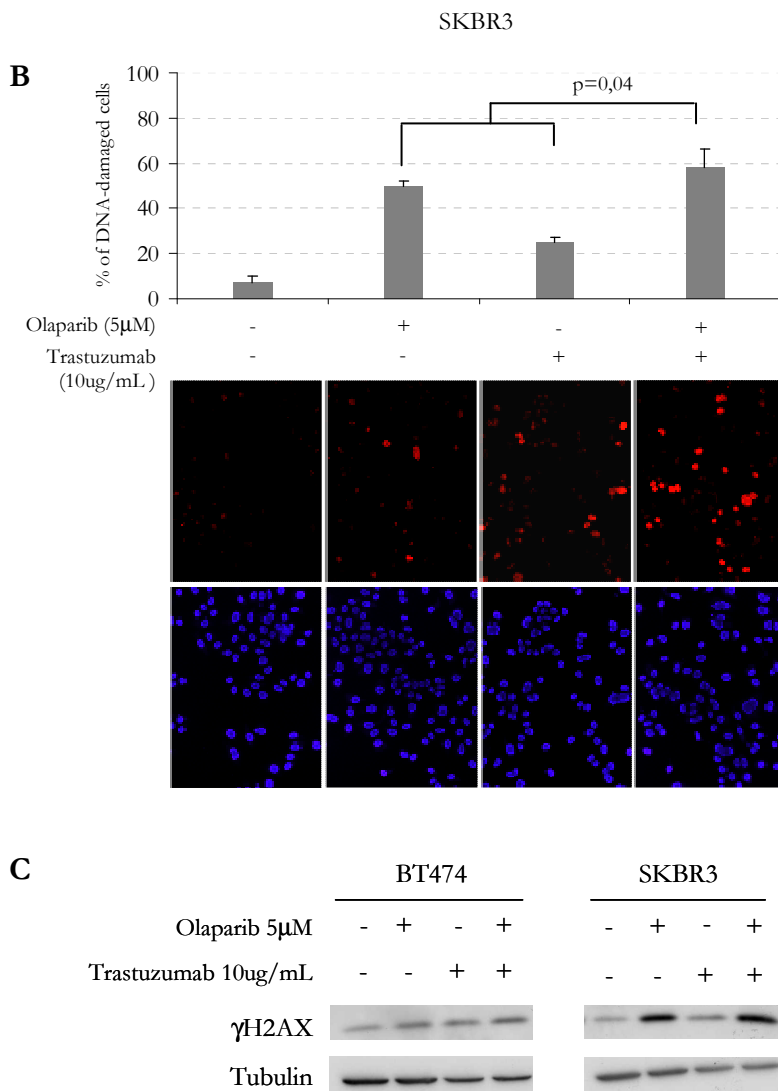 SKBR3
B
% of DNA-damaged cells
100
80
60
40
20
0
p=0,04
Olaparib (5μM) - + - +
Trastuzumab - - + +
(10ug/mL )
C
BT474 SKBR3
Olaparib 5μM - + - + - + - +
Trastuzumab 10ug/mL - - + + - - + +
γH2AX
Tubulin